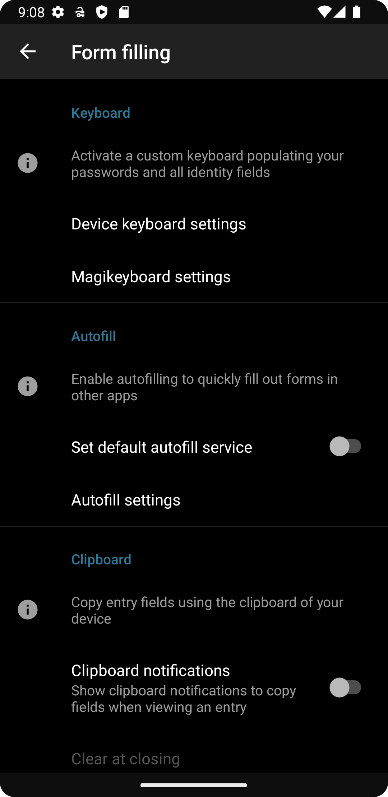 9:08
Form filling
Keyboard
Activate a custom keyboard populating your
passwords and all identity fields
Device keyboard settings
Magikeyboard settings
Autofill
Enable autofilling to quickly fill out forms in
other apps
Set default autofill service
Autofill settings
Clipboard
Copy entry fields using the clipboard of your
device
Clipboard notifications
Show clipboard notifications to copy
fields when viewing an entry
Clear at closing